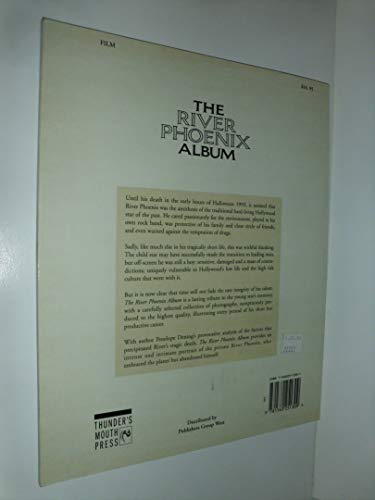 FILM
$16.95
THE
RIVER
PHOENIX
ALBUM
Until his death in the early hours of Halloween 1993, it seemed that
River Phoenix was the antithesis of the traditional hard-living Hollywood
star of the past. He cared passionately for the environment, played in his
own rock band, was protective of his family and close circle of friends,
and even warned against the temptation of drugs.
Sadly, like much else in his tragically short life, this was wishful thinking.
The child star may have successfully made the transition to leading man,
but off-screen he was still a hazy, sensitive, damaged and a mass of contra-
dictions; uniquely vulnerable to Hollywood's low life and the high risk
culture that went with it.
But it is now clear that time will not fade the rare integrity of his talent.
The River Phoenix Album is a lasting tribute to the young star's memory
with a carefully selected collection of photographs, sumptuously pro-
duced to the highest quality, illustrating every period of his short but
productive career.
With author Penelope Denning's provocative analysis of the factors that
precipitated River's tragic death, The River Phoenix Album provides an
intense and intimate portrait of the private River Phoenix, who
embraced the planet but abandoned himself.
THUNDER'S
MOUTH
PRESS
Distributed by
Publishers Group West